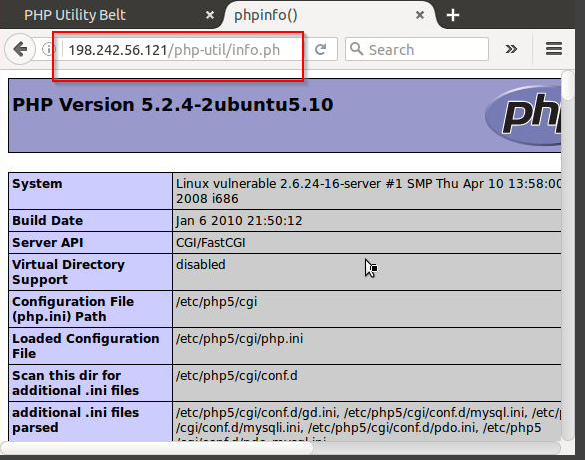 PHP Utility Belt
phpinfo()
198.242.56.121/php-util/info.ph
Search
PHP Version 5.2.4-2ubuntu5.10
php
System
Linux vulnerable 2.6.24-16-server #1 SMP Thu Apr 10 13:58:00
2008 i686
Build Date
Jan 6 2010 21:50:12
Server API
CGI/FastCGI
Virtual Directory
Support
disabled
Configuration File
(php.ini) Path
/etc/php5/cgi
Loaded Configuration
File
/etc/php5/cgi/php.ini
Scan this dir for
additional .ini files
/etc/php5/cgi/conf.d
additional .ini files
parsed
/etc/php5/cgi/conf.d/gd.ini, /etc/php5/cgi/conf.d/mysql.ini, /etc/p
/cgi/conf.d/mysqli.ini, /etc/php5/cgi/conf.d/pdo.ini, /etc/php5
/cgi/conf.d/pdo_mysql.ini